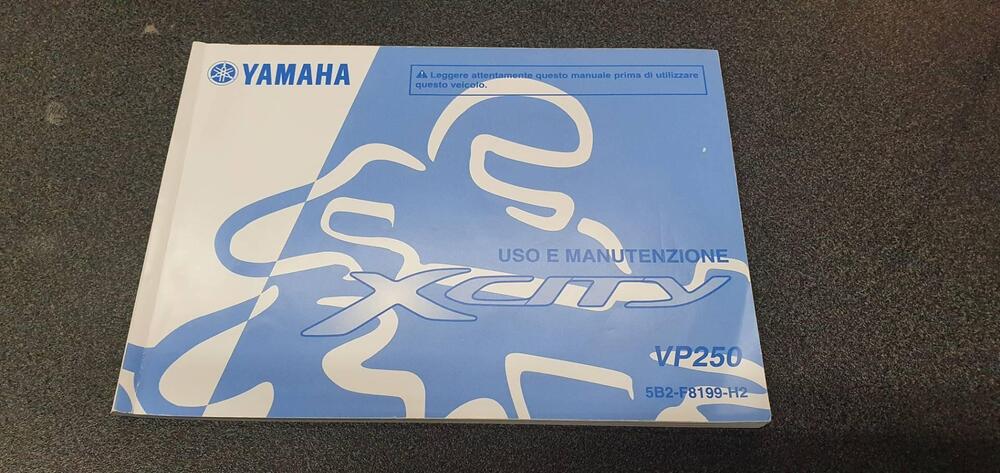 YAMAHA
Leggere attentamente questo manuale prima di utilizzare
questo veicolo.
USO E MANUTENZIONE
XCITY
VP250
5B2-F8199-H2